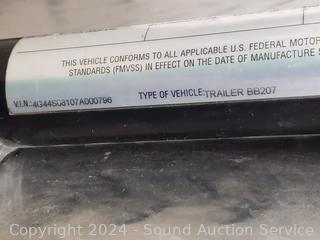 THIS VEHICLE CONFORMS TO ALL APPLICABLE U.S. FEDERAL MOTOR
STANDARDS (FMVSS) IN EFFECT ON THE DATE OF MANUFACTURE S
V.I.N.: 4G44S08107A000796 TYPE OF VEHICLE: TRAILER BB207
Copyright 2024 - Sound Auction Service